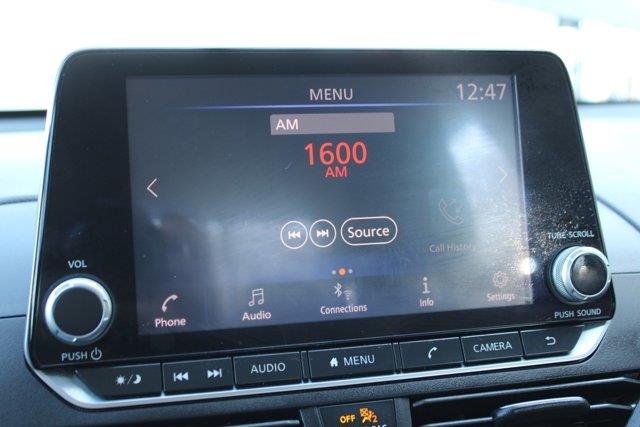 MENU 12:47
AM
1600
AM
Source
Call History
VOL
TUNE·SCROLL
Phone Audio Connections Info Settings
PUSH
PUSH SOUND
AUDIO MENU CAMERA
OFF 2